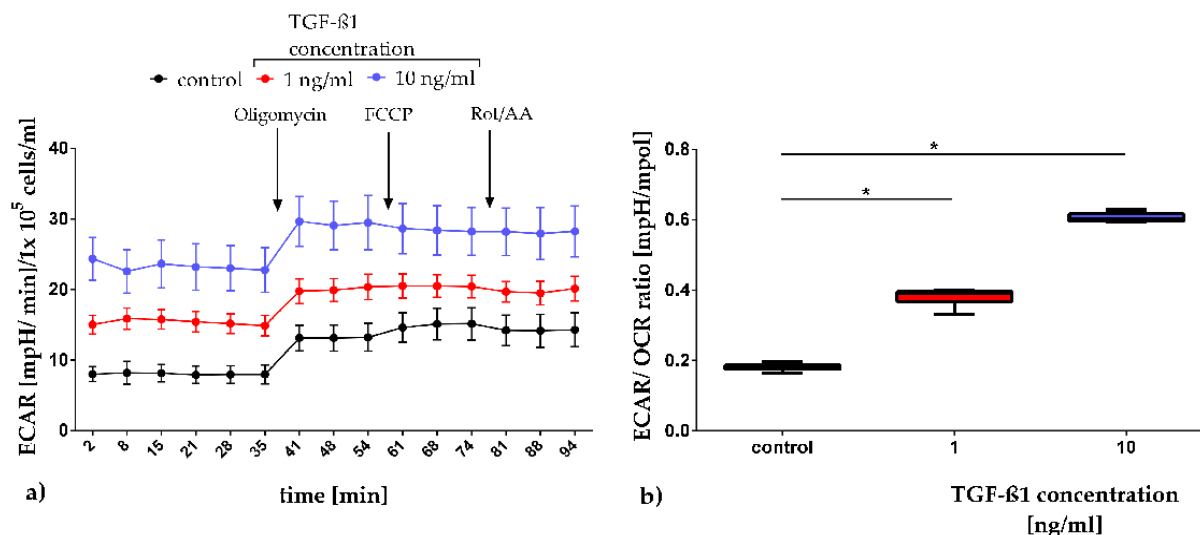 TGF-ß1
concentration
control 1 ng/ml 10 ng/ml
Oligomycin FCCP Rot/AA
ECAR [mpH/ min]/1x 10⁵ cells/ml
40
30
20
10
0
2 8 15 21 28 35 41 48 54 61 68 74 81 88 94
a) time [min]
ECAR/ OCR ratio [mpH/mpol]
0.8
0.6
0.4
0.2
0.0
*
*
control 1 10
b) TGF-ß1 concentration
[ng/ml]